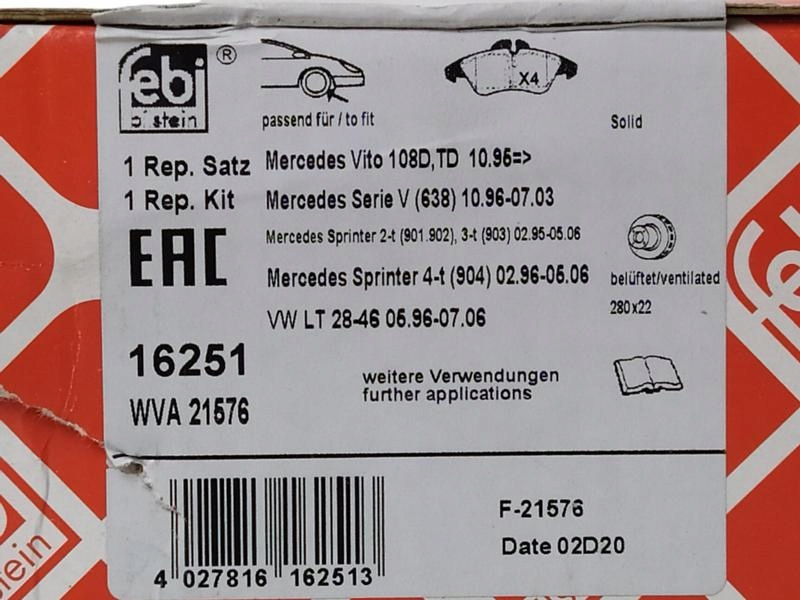 febi ®
bilstein
X4
passend für / to fit
Solid
1 Rep. Satz
1 Rep. Kit
Mercedes Vito 108D,TD 10.95=>
Mercedes Serie V (638) 10.96-07.03
Mercedes Sprinter 2-t (901.902), 3-t (903) 02.95-05.06
Mercedes Sprinter 4-t (904) 02.96-05.06
VW LT 28-46 05.96-07.06
EAC
belüftet/ventilated
280x22
16251
WVA 21576
weitere Verwendungen
further applications
4 027816 162513
F-21576
Date 02D20
febi
stein